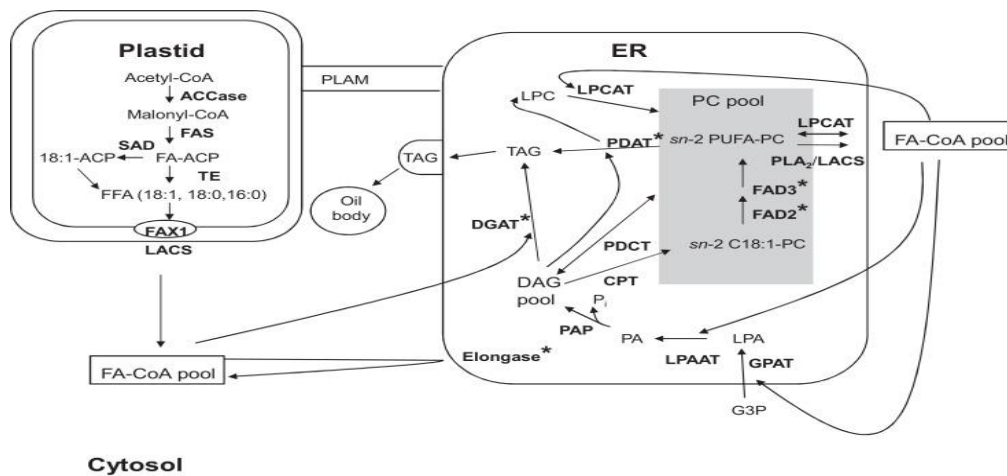 Plastid
Acetyl-CoA
ACCase
Malonyl-CoA
FAS
SAD
18:1-ACP
FA-ACP
TE
FFA (18:1, 18:0,16:0)
FAX1
LACS
PLAM
TAG
Oil
body
FA-CoA pool
Cytosol
ER
LPC
LPCAT
PC pool
TAG
PDAT*
sn-2 PUFA-PC
LPCAT
PLA₂/LACS
FAD3*
FAD2*
sn-2 C18:1-PC
DGAT*
PDCT
CPT
DAG
pool
Pᵢ
PAP
PA
LPA
LPAAT
GPAT
Elongase*
G3P
FA-CoA pool